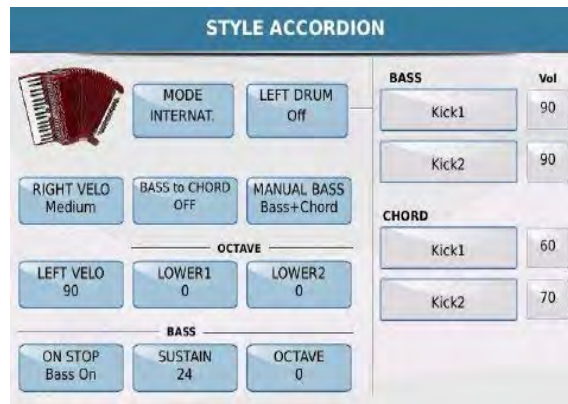 STYLE ACCORDION
MODE
INTERNAT.
LEFT DRUM
Off
RIGHT VELO
Medium
BASS to CHORD
OFF
MANUAL BASS
Bass+Chord
OCTAVE
LEFT VELO
90
LOWER1
0
LOWER2
0
BASS
ON STOP
Bass On
SUSTAIN
24
OCTAVE
0
BASS Vol
Kick1 90
Kick2 90
CHORD
Kick1 60
Kick2 70